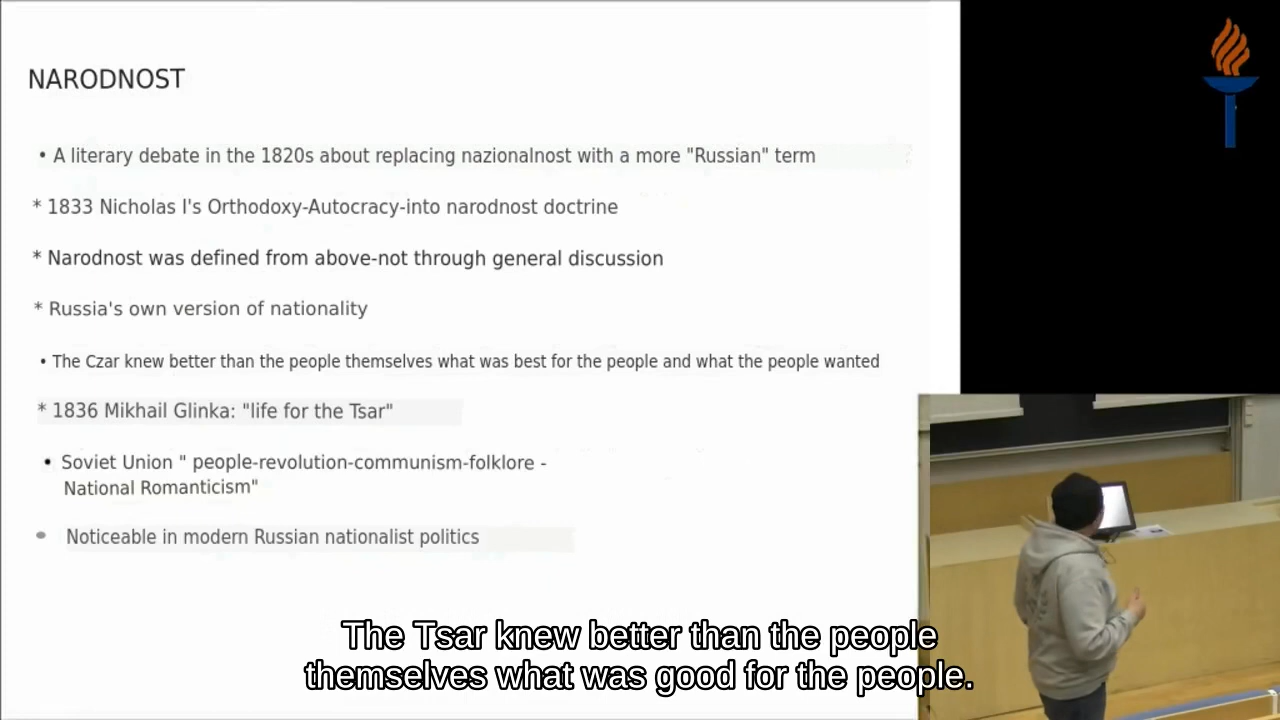 NARODNOST
• A literary debate in the 1820s about replacing nazionalnost with a more "Russian" term
* 1833 Nicholas I's Orthodoxy-Autocracy-into narodnost doctrine
* Narodnost was defined from above-not through general discussion
* Russia's own version of nationality
• The Czar knew better than the people themselves what was best for the people and what the people wanted
* 1836 Mikhail Glinka: "life for the Tsar"
• Soviet Union " people-revolution-communism-folklore -
National Romanticism"
• Noticeable in modern Russian nationalist politics
The Tsar knew better than the people
themselves what was good for the people.